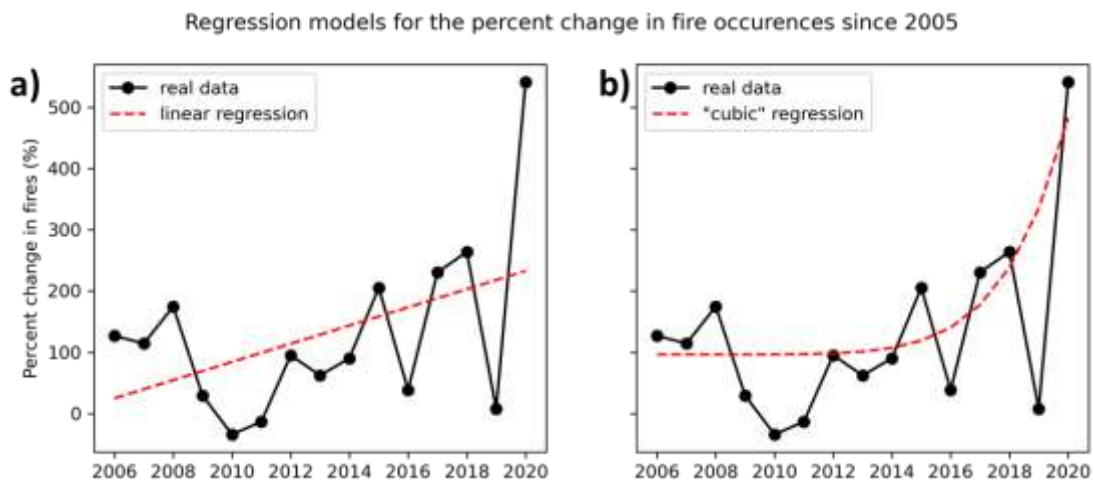 Regression models for the percent change in fire occurences since 2005
a)
real data
linear regression
Percent change in fires (%)
500
400
300
200
100
0
2006 2008 2010 2012 2014 2016 2018 2020
b)
real data
"cubic" regression
2006 2008 2010 2012 2014 2016 2018 2020